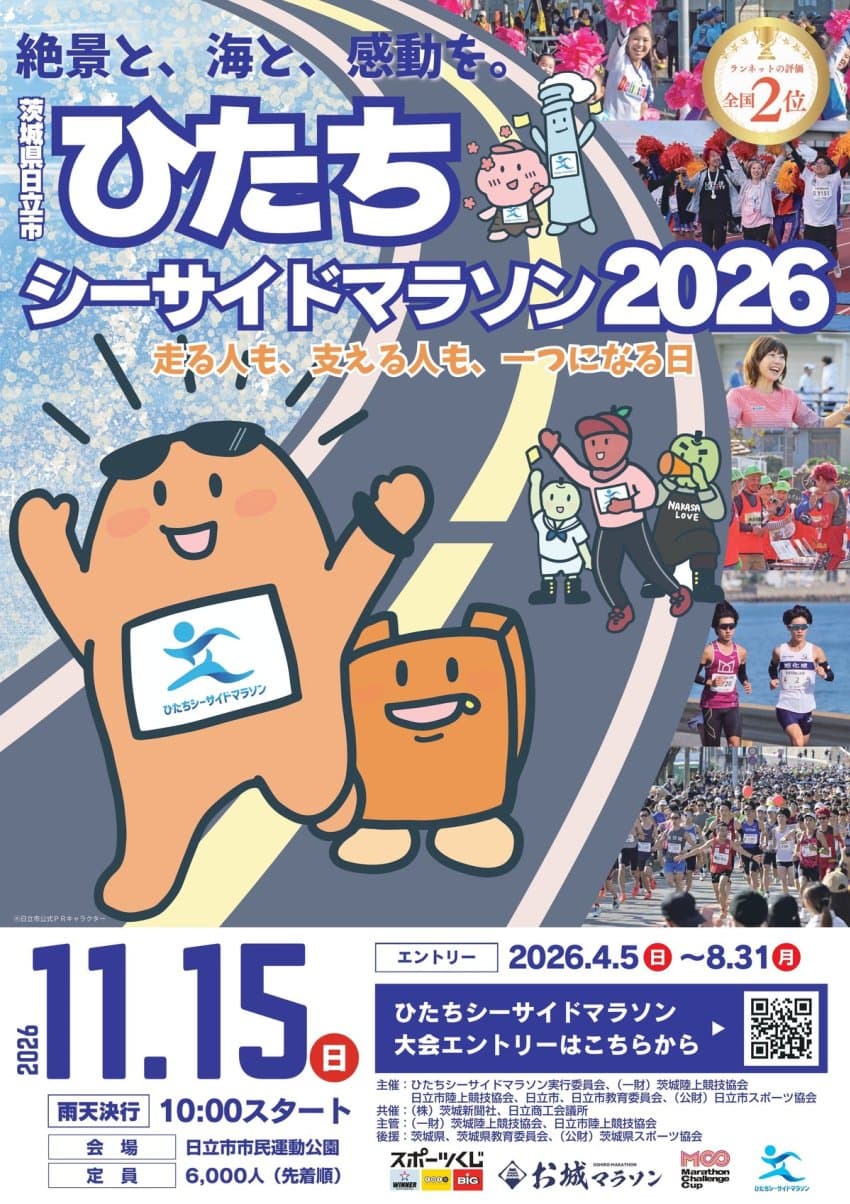 絶景と、海と、感動を。
ランネットの評価
全国2位
茨城県日立市
ひたち
シーサイドマラソン2026
走る人も、支える人も、一つになる日
NAKASA
LOVE
ひたちシーサイドマラソン
※日立市公式PRキャラクター
2026
11.15日
雨天決行 10:00スタート
会場 日立市市民運動公園
定員 6,000人（先着順）
エントリー 2026.4.5日～8.31月
ひたちシーサイドマラソン
大会エントリーはこちらから
主催：ひたちシーサイドマラソン実行委員会、（一財）茨城陸上競技協会
日立市陸上競技協会、日立市、日立市教育委員会、（公財）日立市スポーツ協会
共催：（株）茨城新聞社、日立商工会議所
主管：（一財）茨城陸上競技協会、日立市陸上競技協会
後援：茨城県、茨城県教育委員会、（公財）茨城県スポーツ協会
スポーツくじ
WINNER
toto
BIG
OSHIRO MARATHON
お城マラソン
MCC
Marathon
Challenge
Cup
ひたちシーサイドマラソン